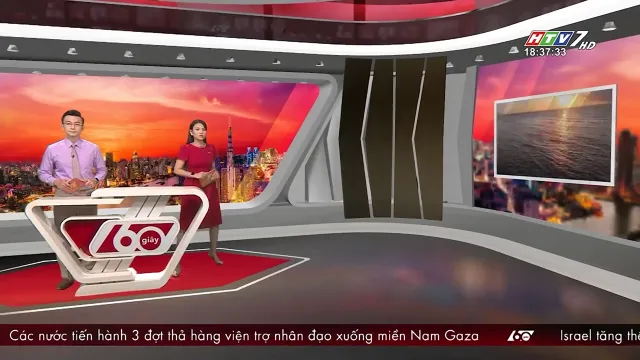 HTV7 HD
18:37:33
60 giây
Các nước tiến hành 3 đợt thả hàng viện trợ nhân đạo xuống miền Nam Gaza 60 Israel tăng